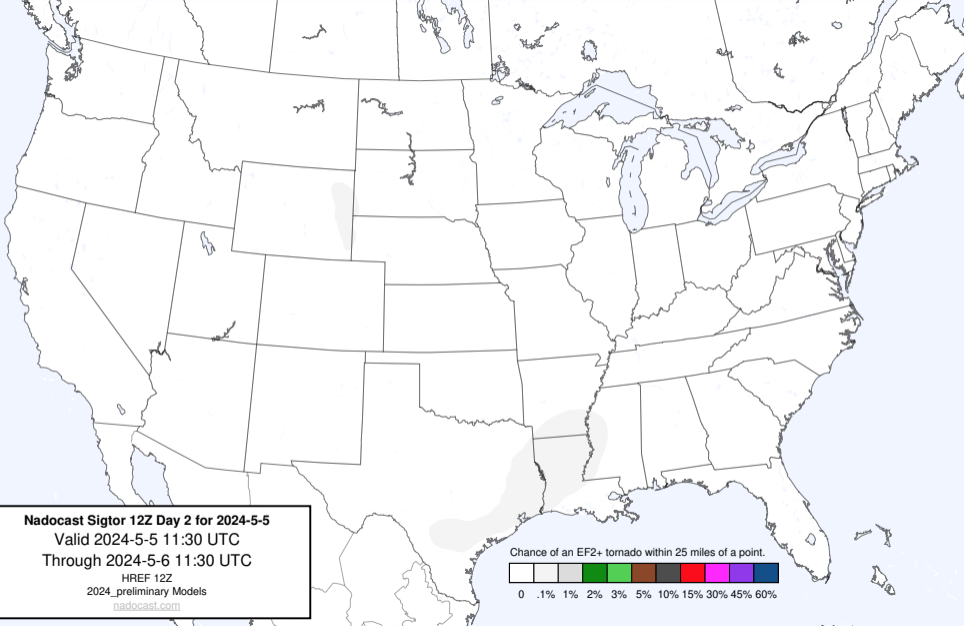 Nadocast Sigtor 12Z Day 2 for 2024-5-5
Valid 2024-5-5 11:30 UTC
Through 2024-5-6 11:30 UTC
HREF 12Z
2024_preliminary Models
nadocast.com
Chance of an EF2+ tornado within 25 miles of a point.
0 .1% 1% 2% 3% 5% 10% 15% 30% 45% 60%